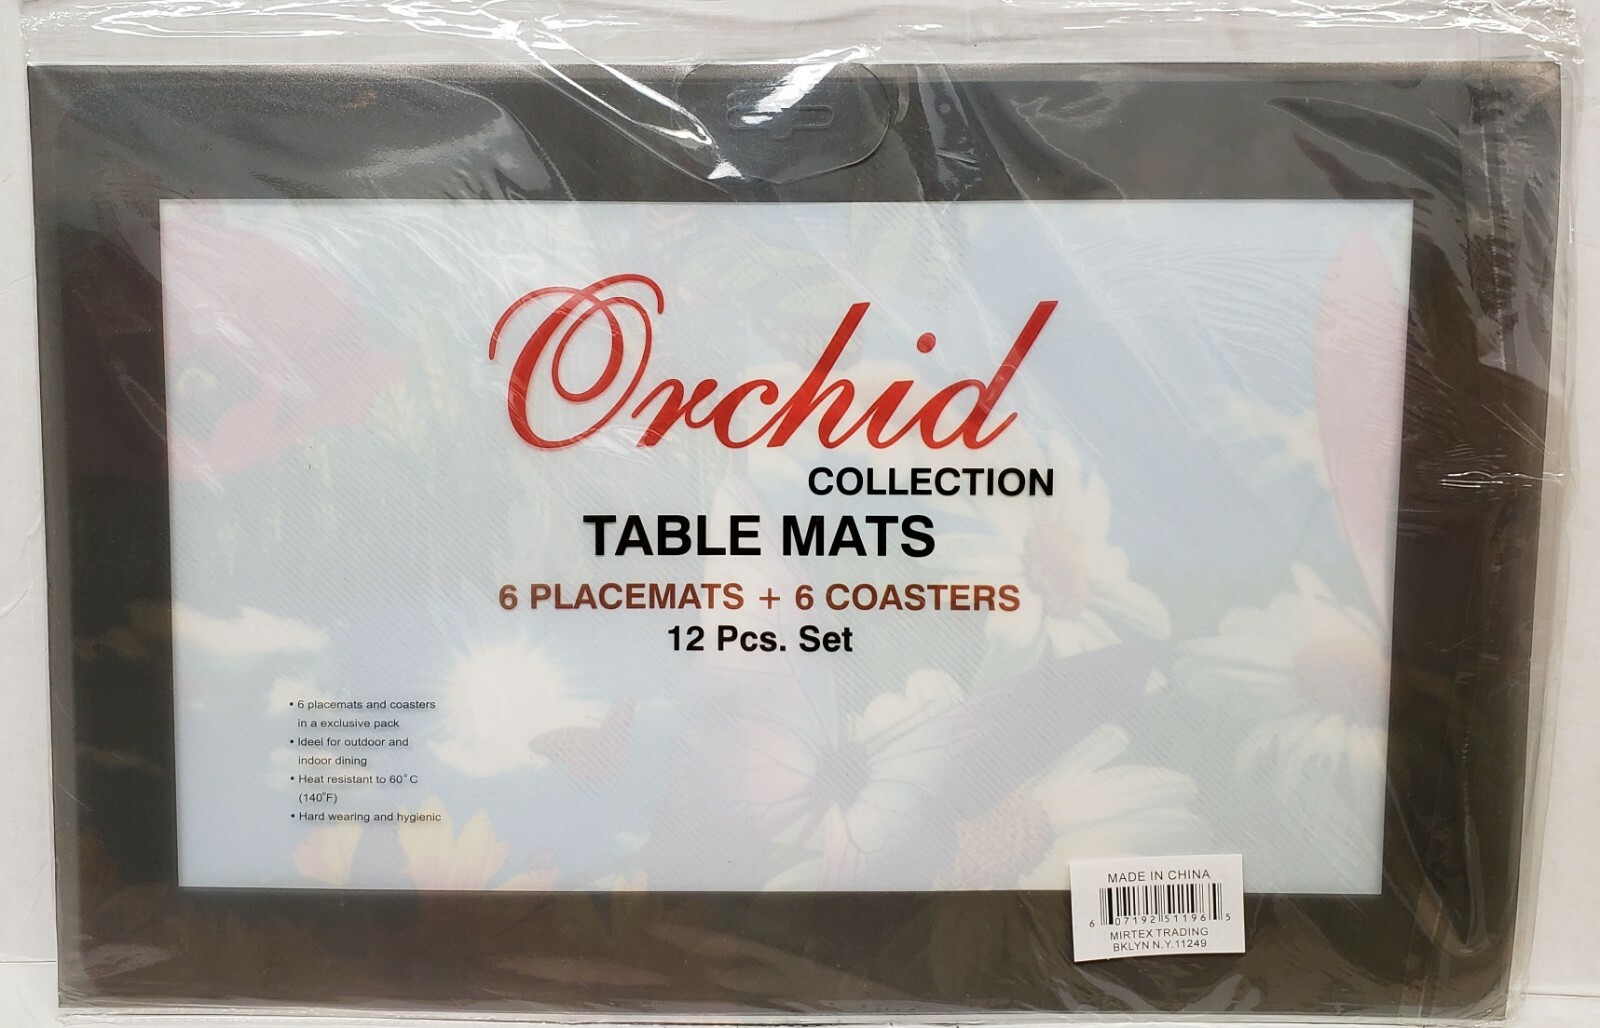 Orchid
COLLECTION
TABLE MATS
6 PLACEMATS + 6 COASTERS
12 Pcs. Set
• 6 placemats and coasters
in a exclusive pack
• Ideel for outdoor and
indoor dining
• Heat resistant to 60°C
(140°F)
• Hard wearing and hygienic
MADE IN CHINA
6 07192 51196 5
MIRTEX TRADING
BKLYN N.Y. 11249